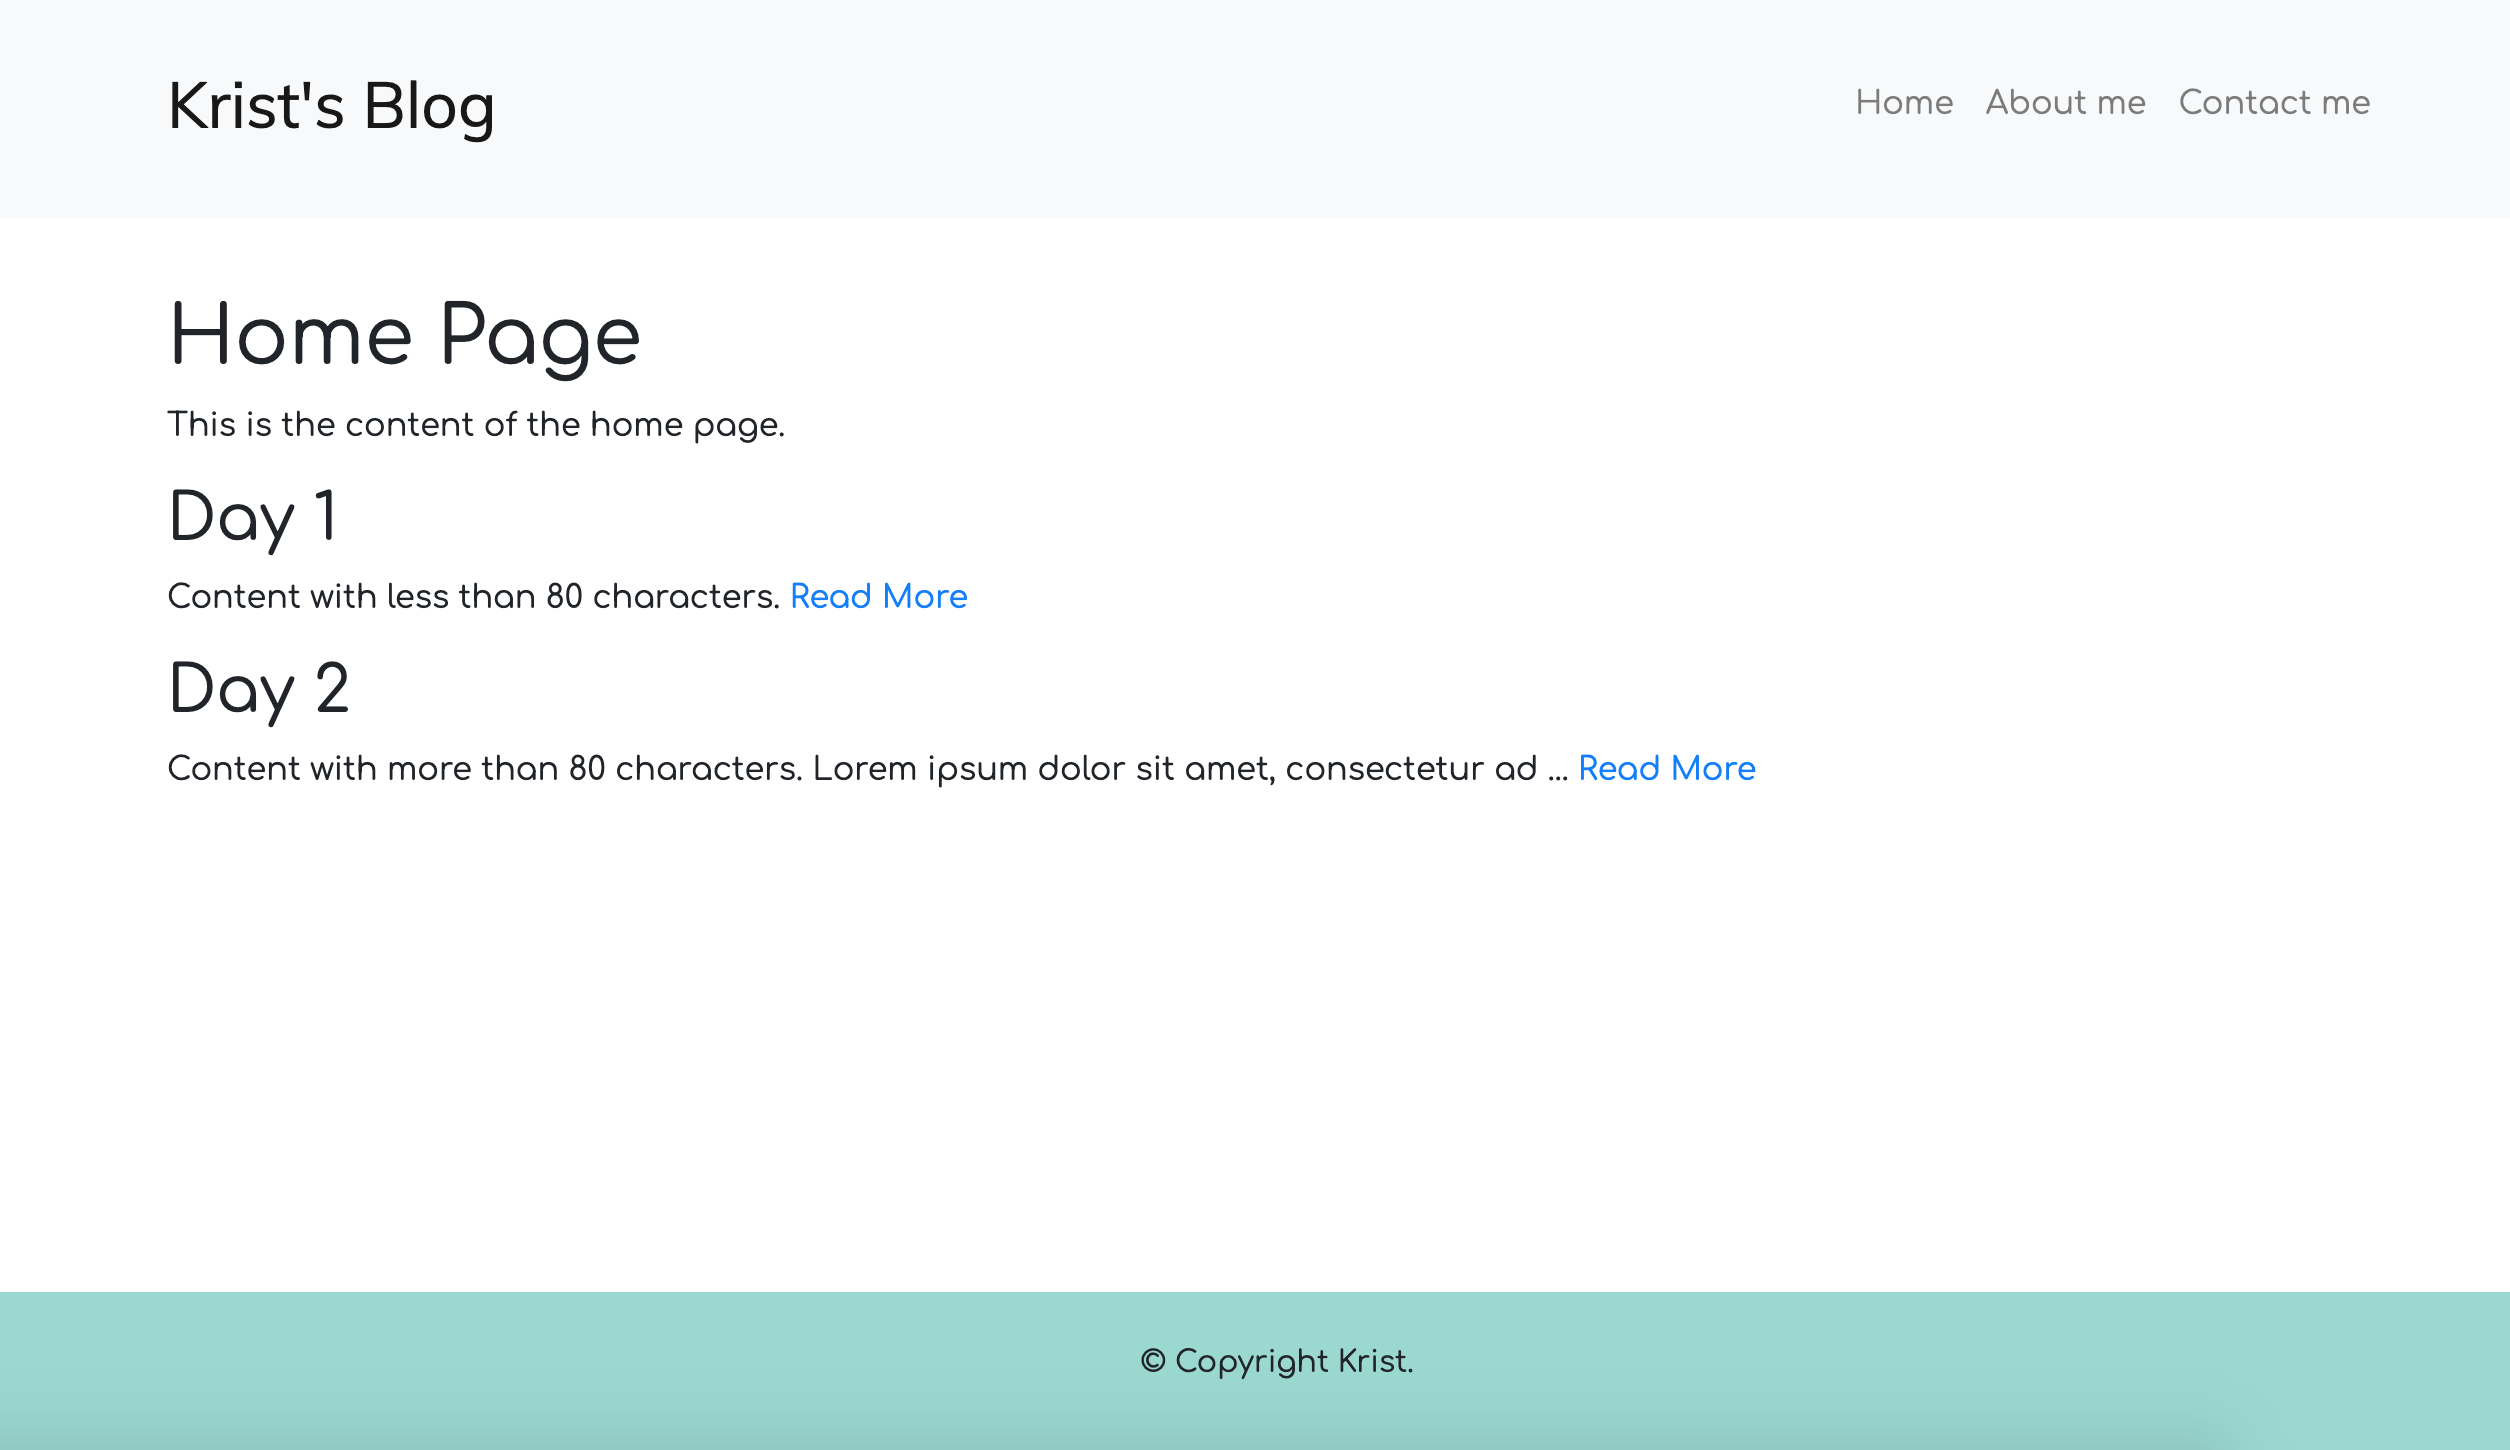 Krist's Blog
Home About me Contact me
Home Page
This is the content of the home page.
Day 1
Content with less than 80 characters. Read More
Day 2
Content with more than 80 characters. Lorem ipsum dolor sit amet, consectetur ad ... Read More
© Copyright Krist.